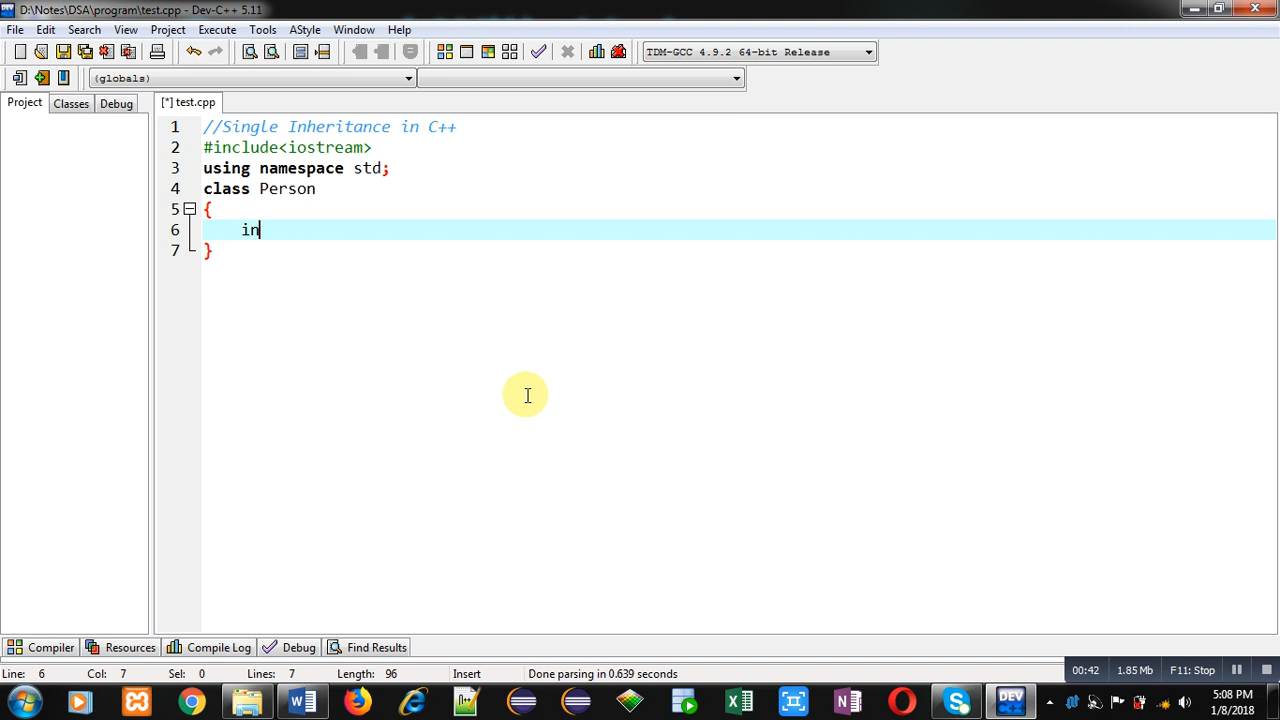 D:\Notes\DSA\program\test.cpp - Dev-C++ 5.11
File Edit Search View Project Execute Tools AStyle Window Help
TDM-GCC 4.9.2 64-bit Release
(globals)
Project Classes Debug [*] test.cpp
1 //Single Inheritance in C++
2 #include<iostream>
3 using namespace std;
4 class Person
5 {
6 in
7 }
Compiler Resources Compile Log Debug Find Results
Line: 6 Col: 7 Sel: 0 Lines: 7 Length: 96 Insert Done parsing in 0.639 seconds
00:42 1.85 Mb F11: Stop
5:08 PM
1/8/2018